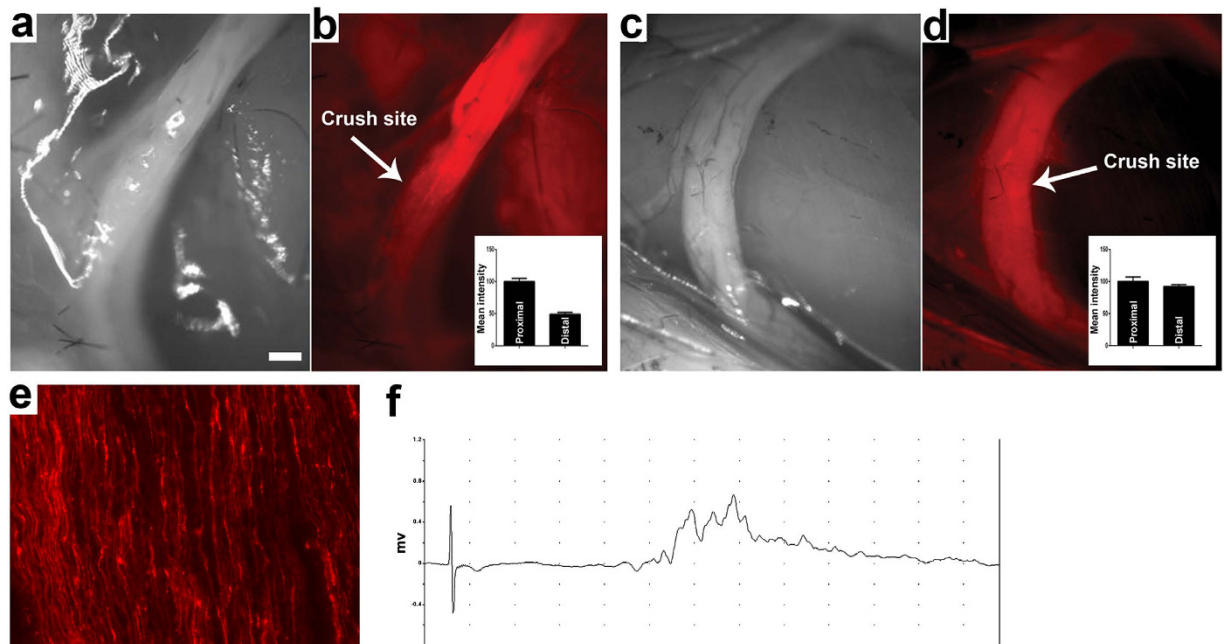 a
b
c
d
Crush site
Crush site
Mean intensity
150
100
50
0
Proximal
Distal
Mean intensity
150
100
50
0
Proximal
Distal
e
f
mv
1.2
0.8
0.4
0
-0.4